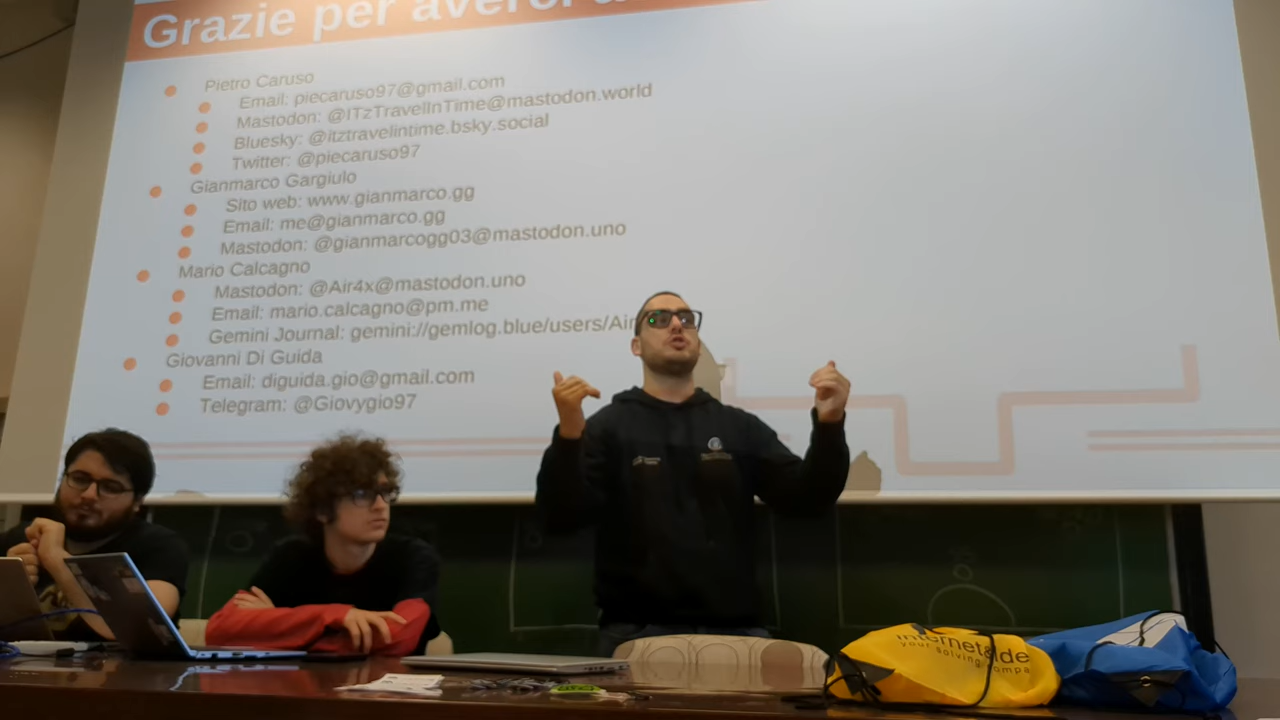 Grazie per averci
Pietro Caruso
Email: piecaruso97@gmail.com
Mastodon: @ITzTravelInTime@mastodon.world
Bluesky: @itztravelintime.bsky.social
Twitter: @piecaruso97
Gianmarco Gargiulo
Sito web: www.gianmarco.gg
Email: me@gianmarco.gg
Mastodon: @gianmarcogg03@mastodon.uno
Mario Calcagno
Mastodon: @Air4x@mastodon.uno
Email: mario.calcagno@pm.me
Gemini Journal: gemini://gemlog.blue/users/Air
Giovanni Di Guida
Email: diguida.gio@gmail.com
Telegram: @Giovygio97
your solving compa